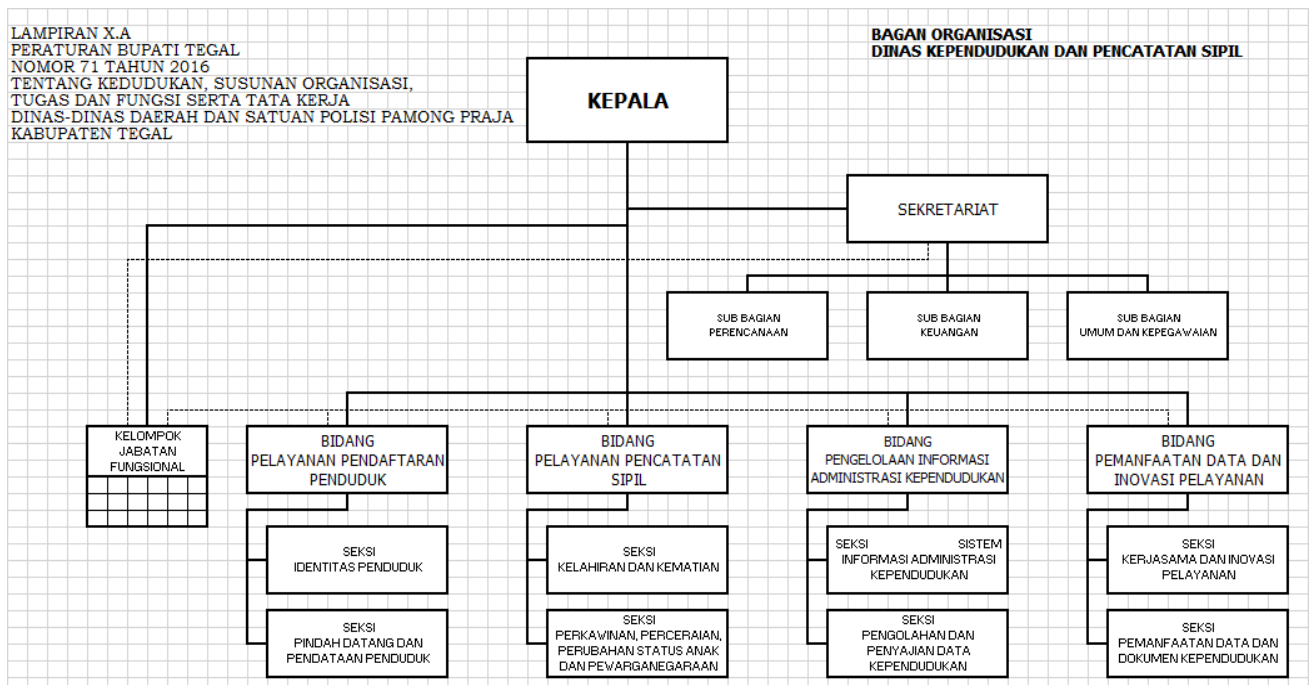 LAMPIRAN X.A
PERATURAN BUPATI TEGAL
NOMOR 71 TAHUN 2016
TENTANG KEDUDUKAN, SUSUNAN ORGANISASI,
TUGAS DAN FUNGSI SERTA TATA KERJA
DINAS-DINAS DAERAH DAN SATUAN POLISI PAMONG PRAJA
KABUPATEN TEGAL
BAGAN ORGANISASI
DINAS KEPENDUDUKAN DAN PENCATATAN SIPIL
KEPALA
SEKRETARIAT
SUB BAGIAN
PERENCANAAN
SUB BAGIAN
KEUANGAN
SUB BAGIAN
UMUM DAN KEPEGAWAIAN
KELOMPOK
JABATAN
FUNGSIONAL
BIDANG
PELAYANAN PENDAFTARAN
PENDUDUK
BIDANG
PELAYANAN PENCATATAN
SIPIL
BIDANG
PENGELOLAAN INFORMASI
ADMINISTRASI KEPENDUDUKAN
BIDANG
PEMANFAATAN DATA DAN
INOVASI PELAYANAN
SEKSI
IDENTITAS PENDUDUK
SEKSI
KELAHIRAN DAN KEMATIAN
SEKSI SISTEM
INFORMASI ADMINISTRASI
KEPENDUDUKAN
SEKSI
KERJASAMA DAN INOVASI
PELAYANAN
SEKSI
PINDAH DATANG DAN
PENDATAAN PENDUDUK
SEKSI
PERKAWINAN, PERCERAIAN,
PERUBAHAN STATUS ANAK
DAN PEWARGANEGARAAN
SEKSI
PENGOLAHAN DAN
PENYAJIAN DATA
KEPENDUDUKAN
SEKSI
PEMANFAATAN DATA DAN
DOKUMEN KEPENDUDUKAN